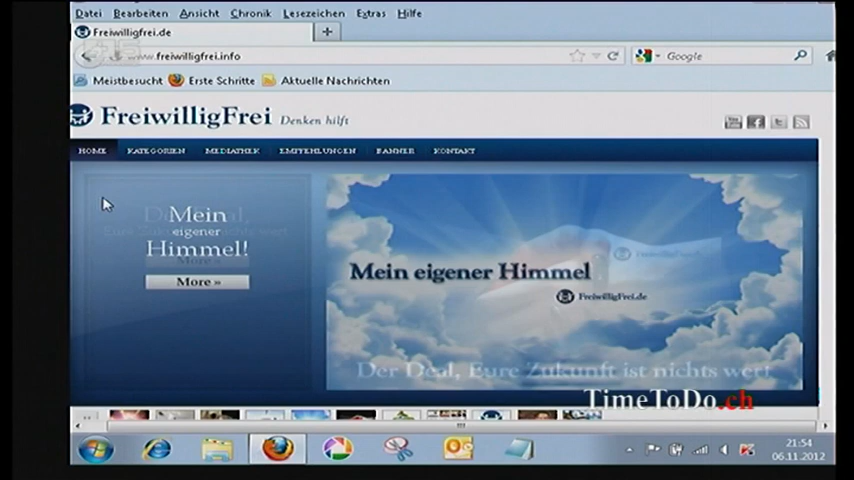 Datei Bearbeiten Ansicht Chronik Lesezeichen Extras Hilfe
FreiwilligFrei.de +
www.freiwilligfrei.info
Google
Meistbesucht Erste Schritte Aktuelle Nachrichten
FreiwilligFrei Denken hilft
HOME KATEGORIEN MEDIATHEK EMPFEHLUNGEN BANNER KONTAKT
Mein
eigener
Himmel!
More »
Mein eigener Himmel
FreiwilligFrei.de
Der Deal, Eure Zukunft ist nichts wert
TimeToDo.ch
21:54
06.11.2012